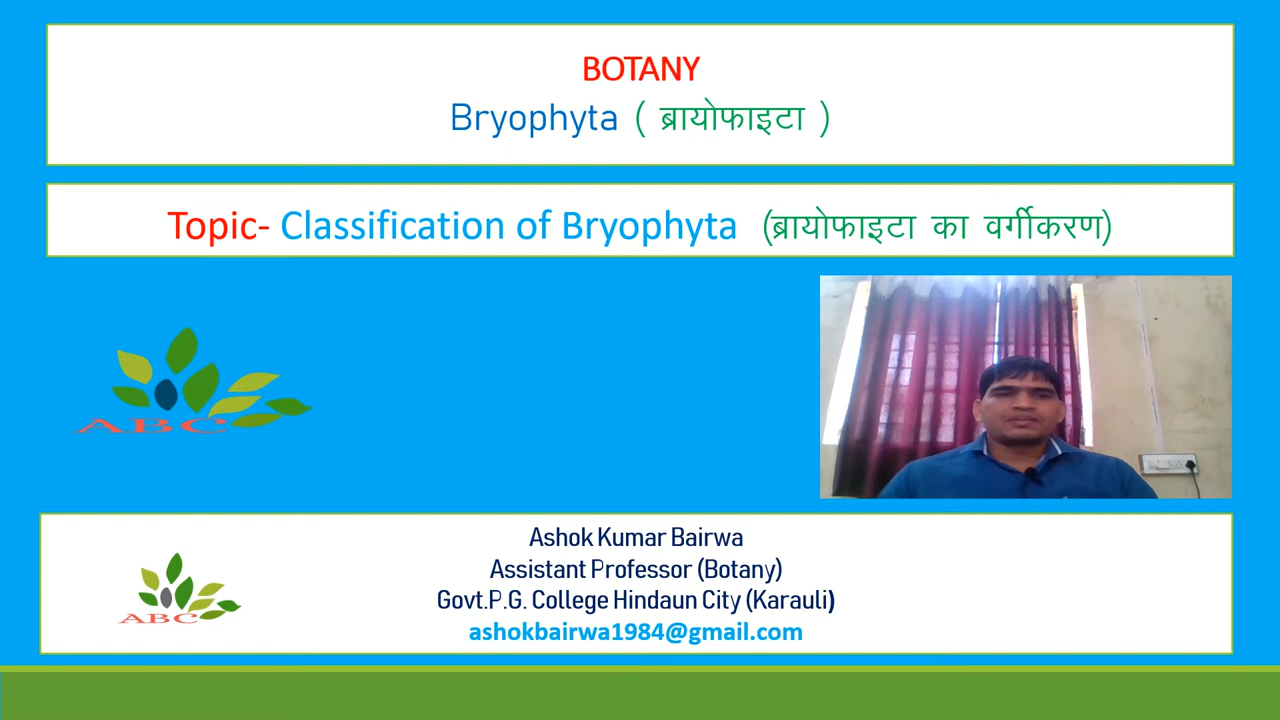 BOTANY
Bryophyta ( ब्रायोफाइटा )
Topic- Classification of Bryophyta (ब्रायोफाइटा का वर्गीकरण)
ABC
Ashok Kumar Bairwa
Assistant Professor (Botany)
Govt.P.G. College Hindaun City (Karauli)
ashokbairwa1984@gmail.com
ABC